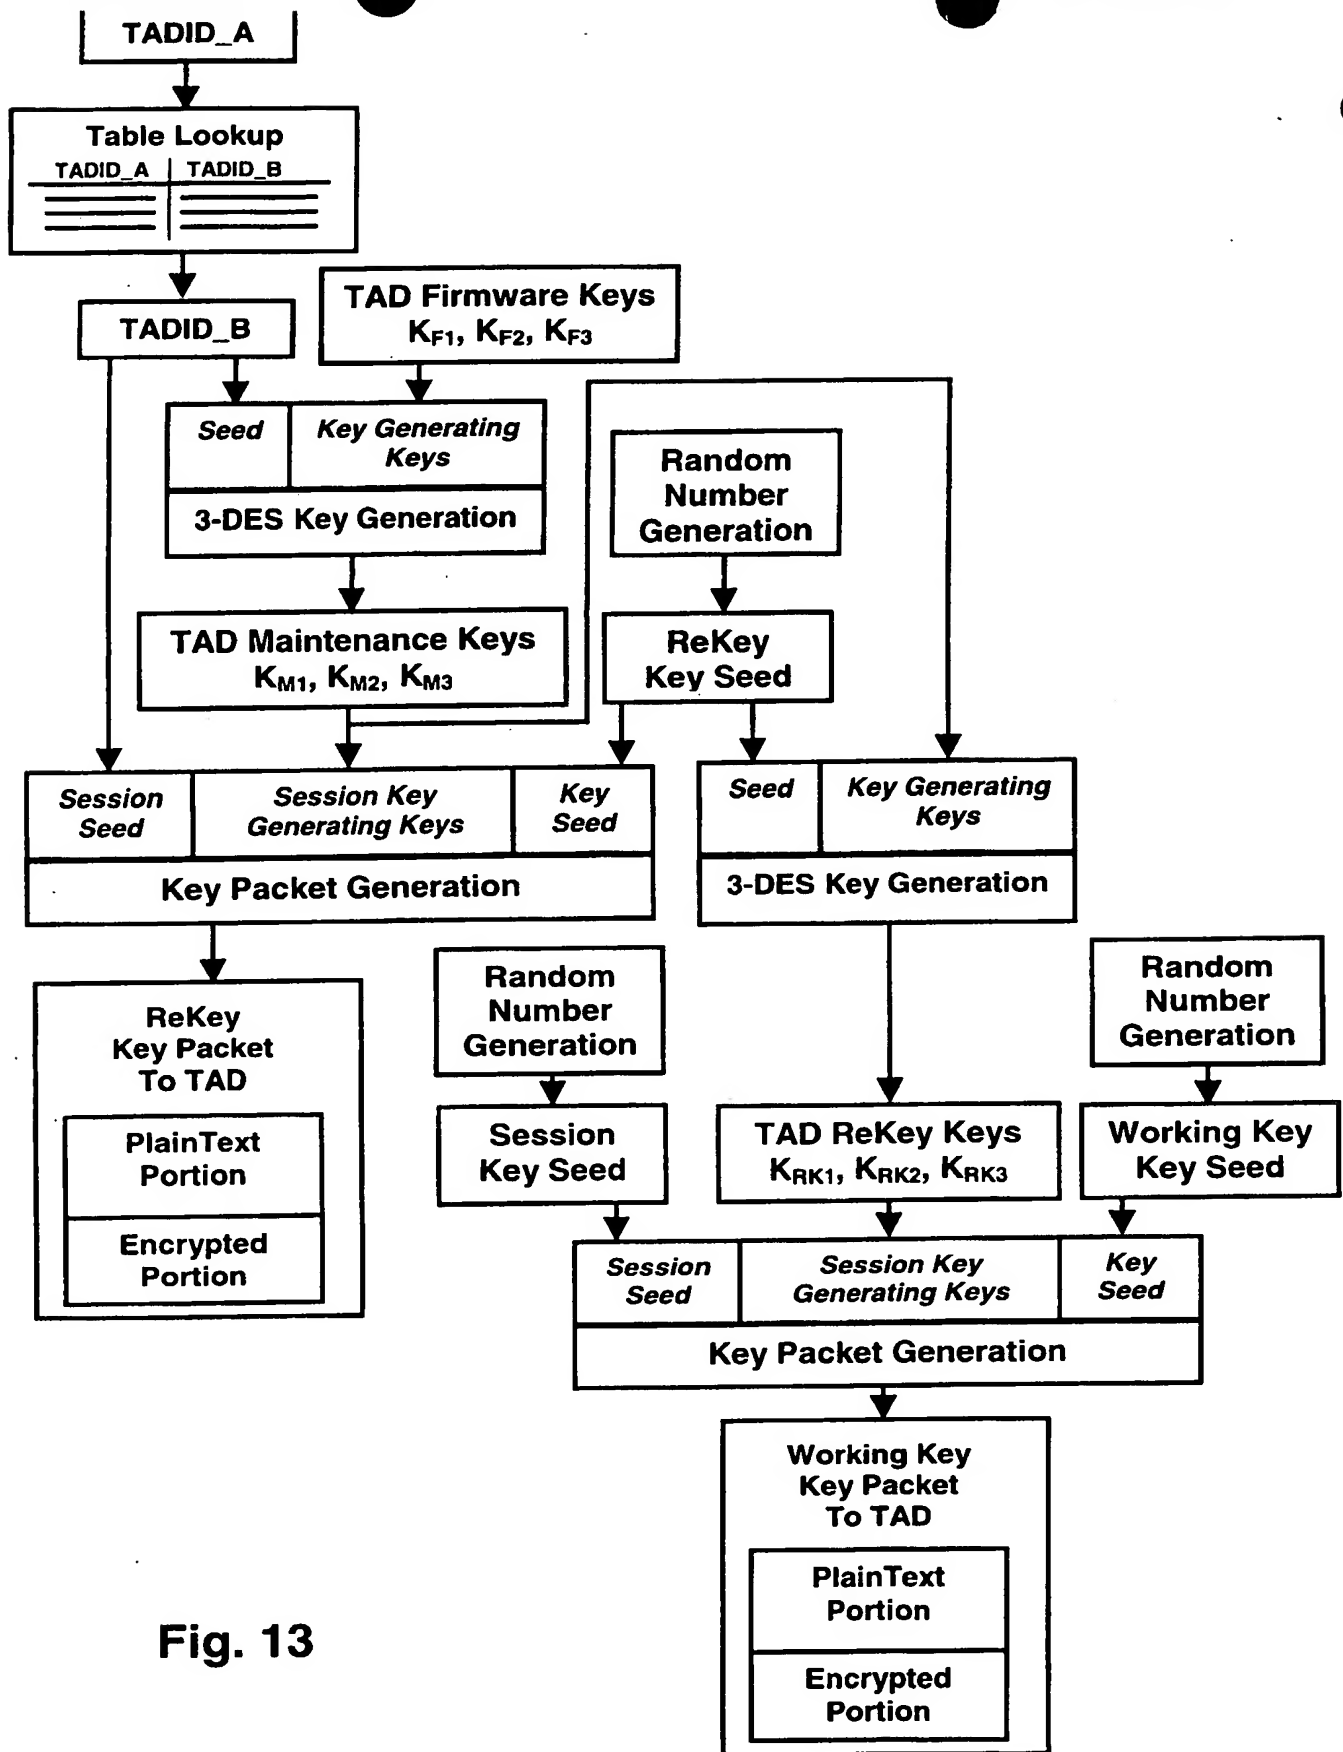 TADID_A
Table Lookup
TADID_A TADID_B
TADID_B
TAD Firmware Keys
KF1, KF2, KF3
Seed
Key Generating
Keys
3-DES Key Generation
Random
Number
Generation
TAD Maintenance Keys
KM1, KM2, KM3
ReKey
Key Seed
Session
Seed
Session Key
Generating Keys
Key
Seed
Key Packet Generation
Seed
Key Generating
Keys
3-DES Key Generation
ReKey
Key Packet
To TAD
PlainText
Portion
Encrypted
Portion
Random
Number
Generation
Session
Key Seed
Random
Number
Generation
TAD ReKey Keys
KRK1, KRK2, KRK3
Working Key
Key Seed
Session
Seed
Session Key
Generating Keys
Key
Seed
Key Packet Generation
Working Key
Key Packet
To TAD
PlainText
Portion
Encrypted
Portion
Fig. 13